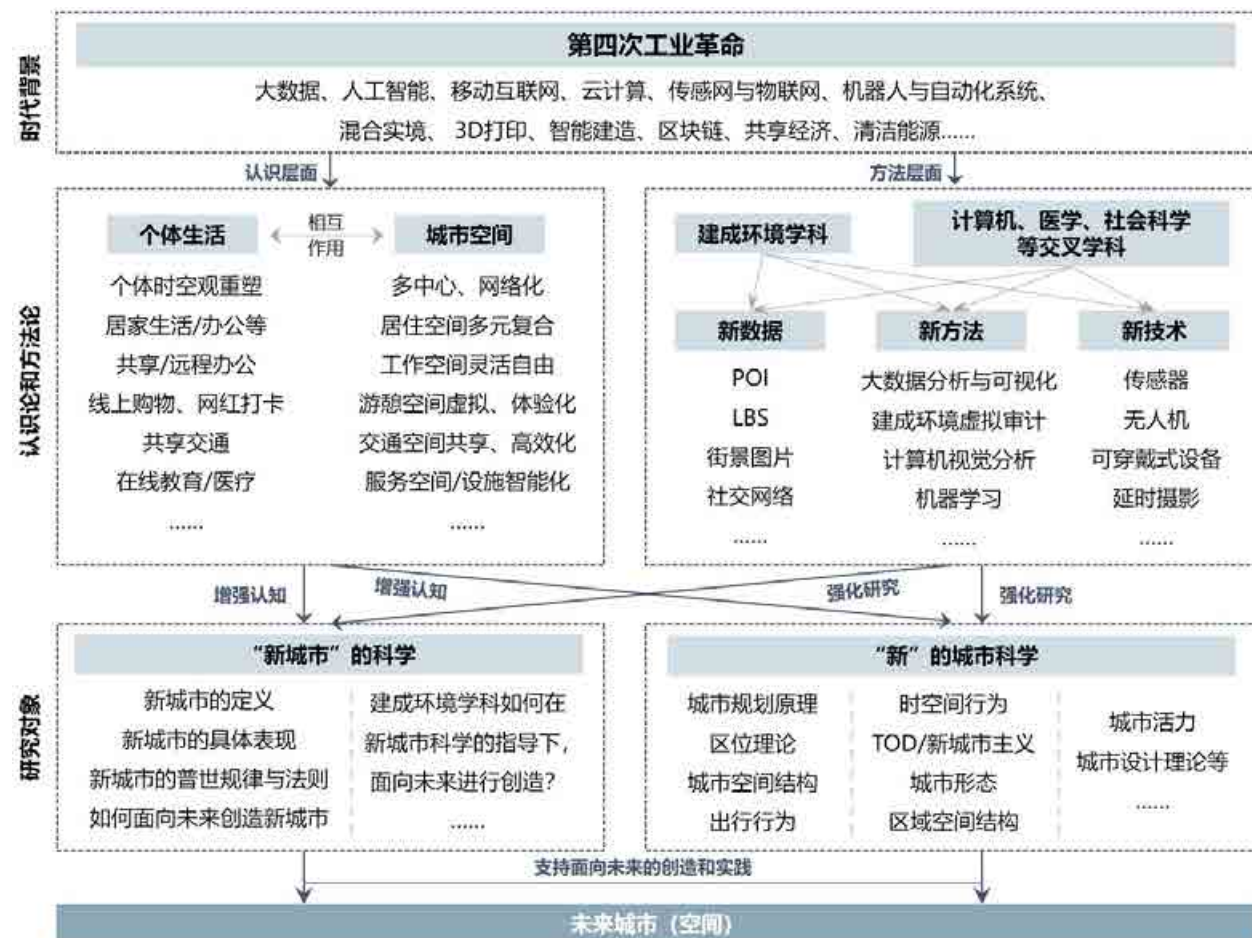 时代背景
第四次工业革命
大数据、人工智能、移动互联网、云计算、传感网与物联网、机器人与自动化系统、
混合实境、 3D打印、智能建造、区块链、共享经济、清洁能源……
认识层面
方法层面
认识论和方法论
个体生活
相互
作用
城市空间
个体时空观重塑
居家生活/办公等
共享/远程办公
线上购物、网红打卡
共享交通
在线教育/医疗
……
多中心、网络化
居住空间多元复合
工作空间灵活自由
游憩空间虚拟、体验化
交通空间共享、高效化
服务空间/设施智能化
……
建成环境学科
计算机、医学、社会科学
等交叉学科
新数据
POI
LBS
街景图片
社交网络
……
新方法
大数据分析与可视化
建成环境虚拟审计
计算机视觉分析
机器学习
……
新技术
传感器
无人机
可穿戴式设备
延时摄影
……
增强认知
增强认知
强化研究
强化研究
研究对象
“新城市”的科学
新城市的定义
新城市的具体表现
新城市的普世规律与法则
如何面向未来创造新城市
建成环境学科如何在
新城市科学的指导下，
面向未来进行创造？
……
“新”的城市科学
城市规划原理
区位理论
城市空间结构
出行行为
时空间行为
TOD/新城市主义
城市形态
区域空间结构
城市活力
城市设计理论等
……
支持面向未来的创造和实践
未来城市（空间）